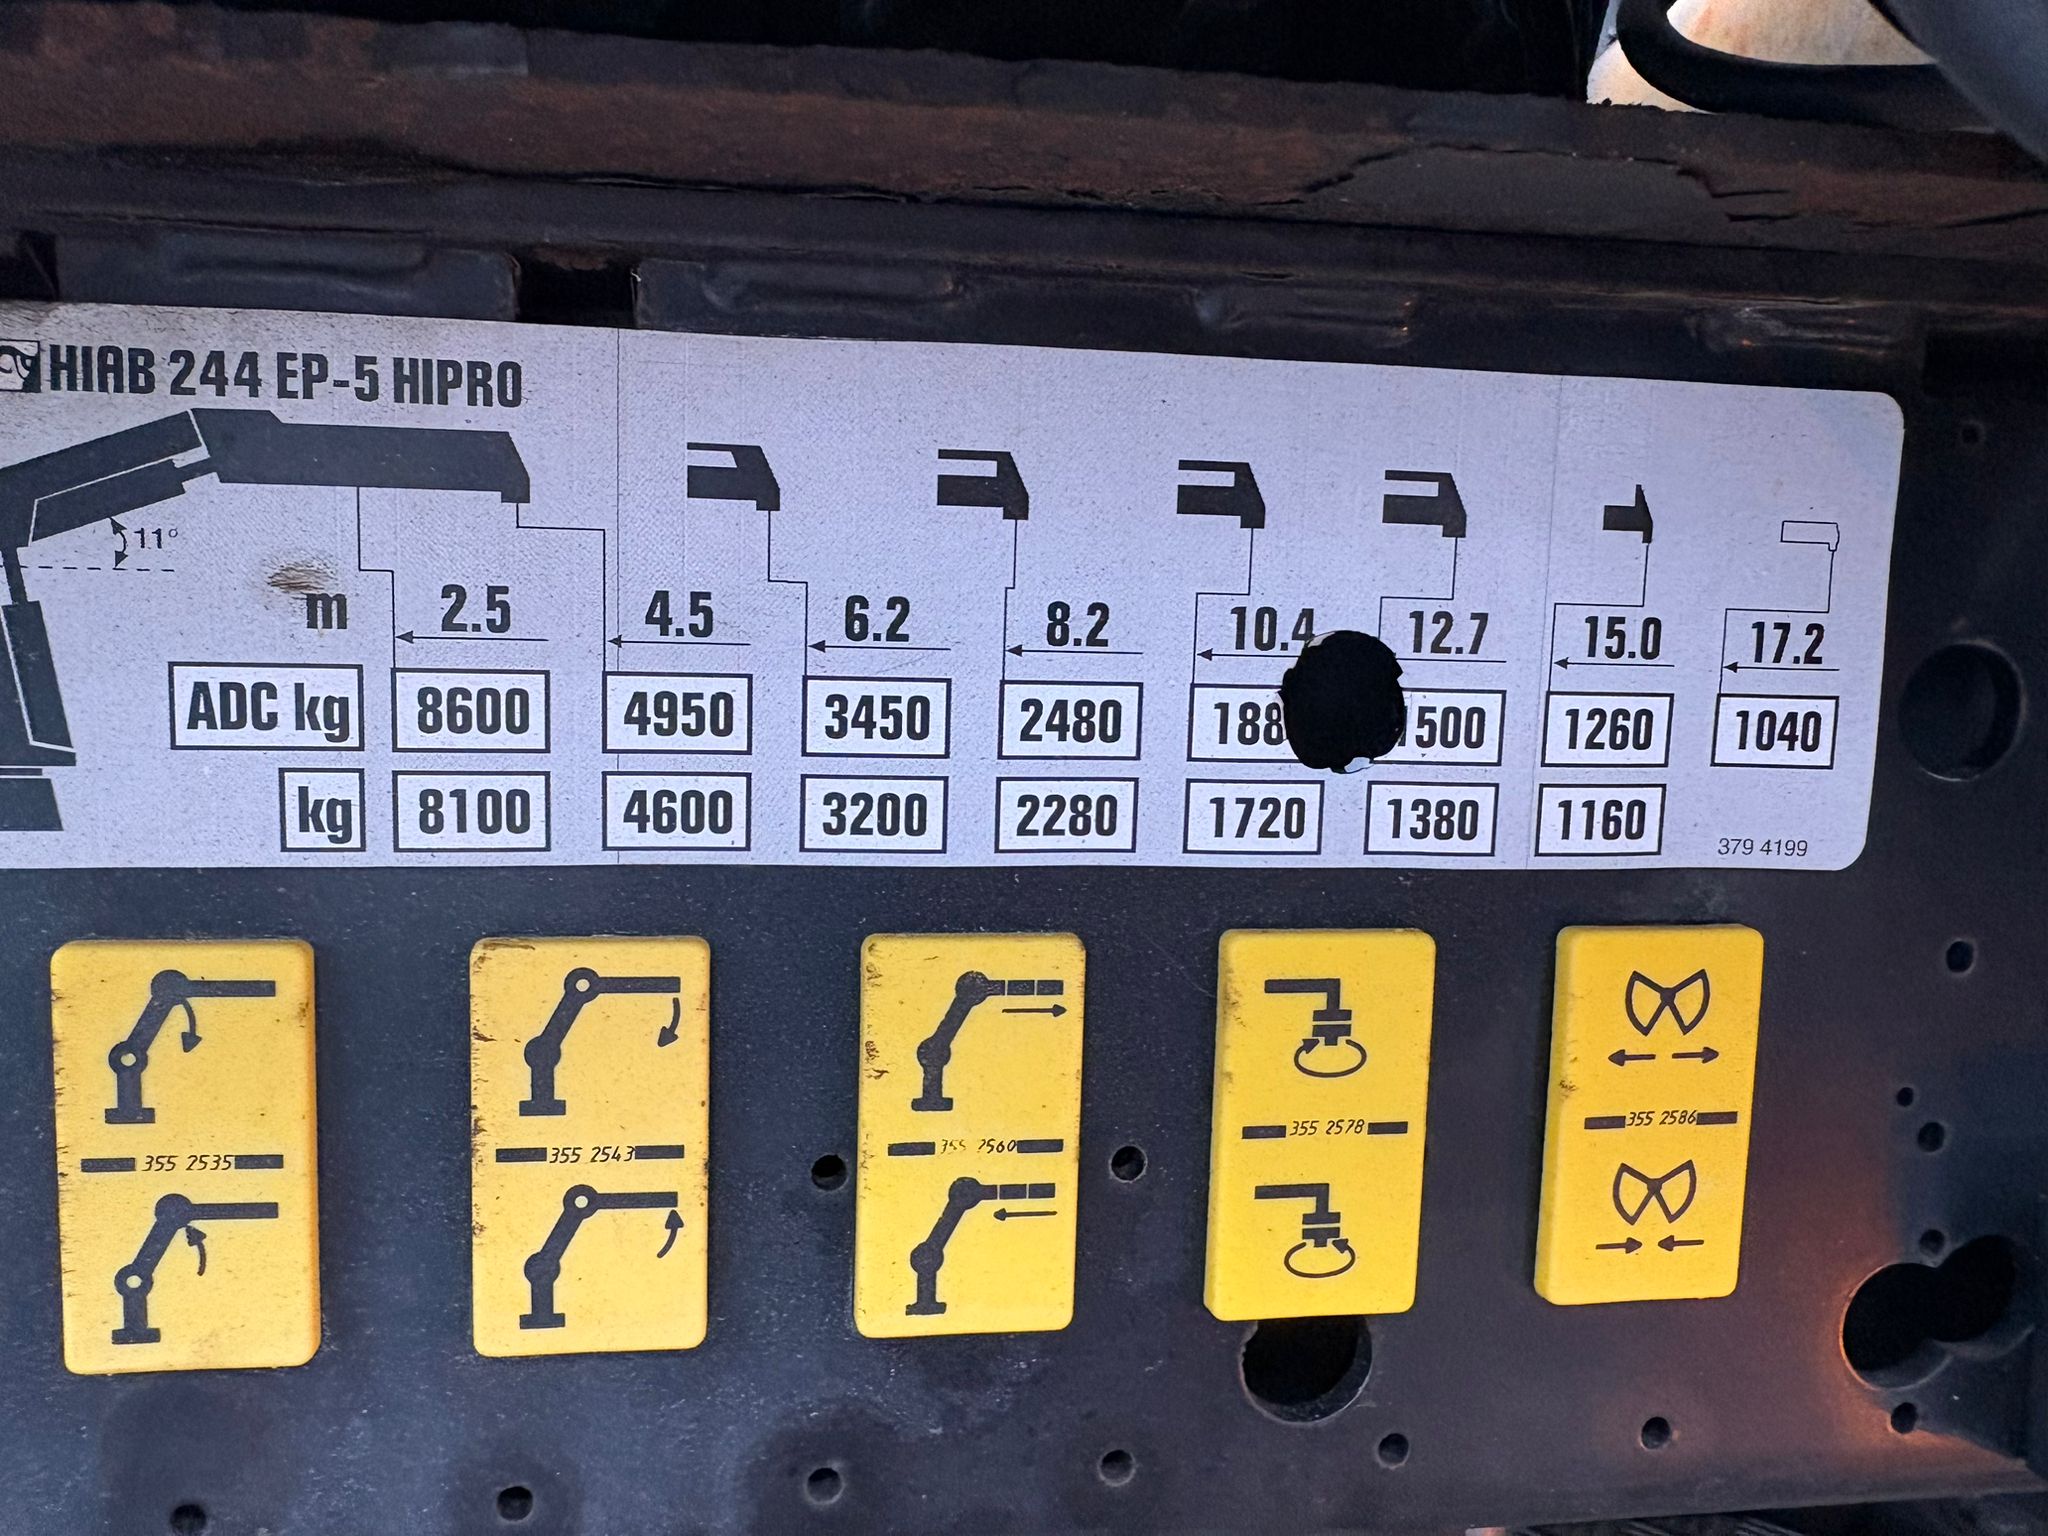 HIAB 244 EP-5 HIPRO
11°
m 2.5 4.5 6.2 8.2 10.4 12.7 15.0 17.2
ADC kg 8600 4950 3450 2480 1260 1040
kg 8100 4600 3200 2280 1720 1380 1160
379 4199
355 2535 355 2543 355 2560 355 2578 355 2586